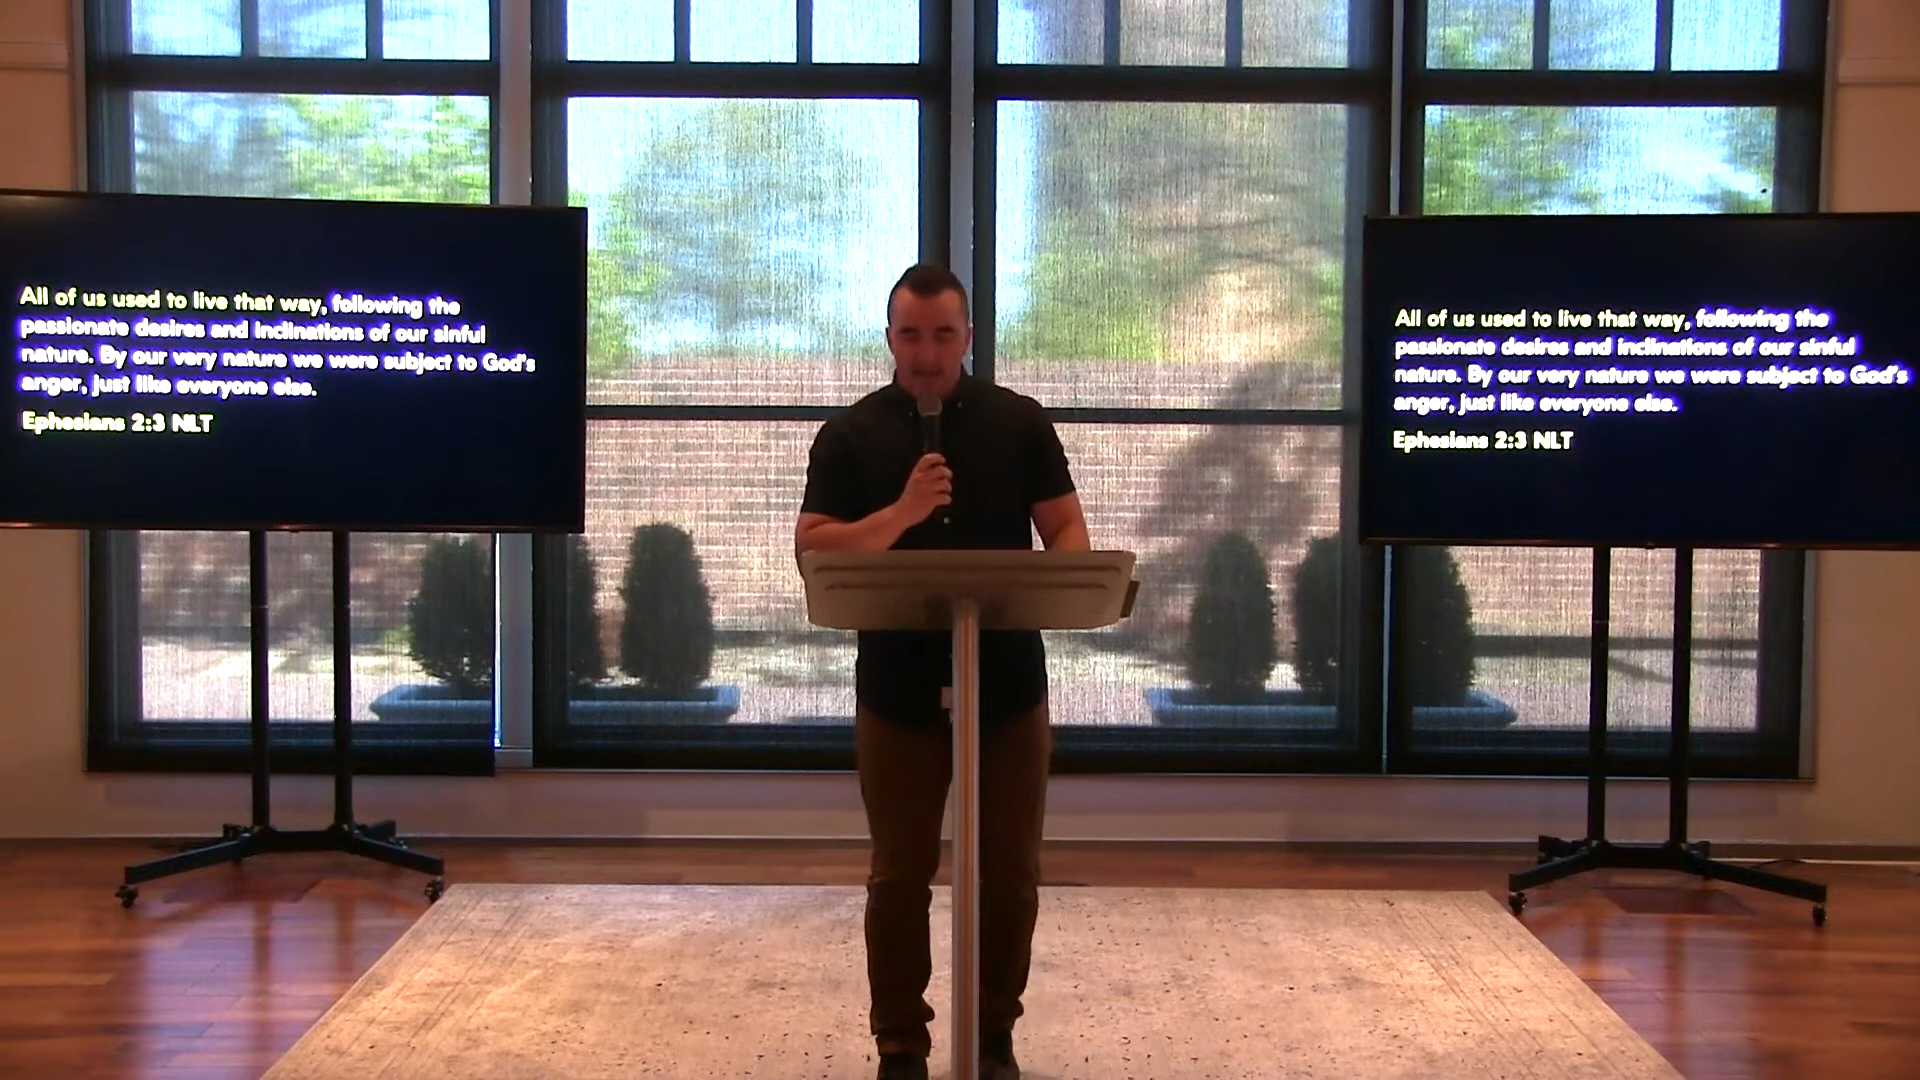 All of us used to live that way, following the
passionate desires and inclinations of our sinful
nature. By our very nature we were subject to God's
anger, just like everyone else.
Ephesians 2:3 NLT
All of us used to live that way, following the
passionate desires and inclinations of our sinful
nature. By our very nature we were subject to God's
anger, just like everyone else.
Ephesians 2:3 NLT